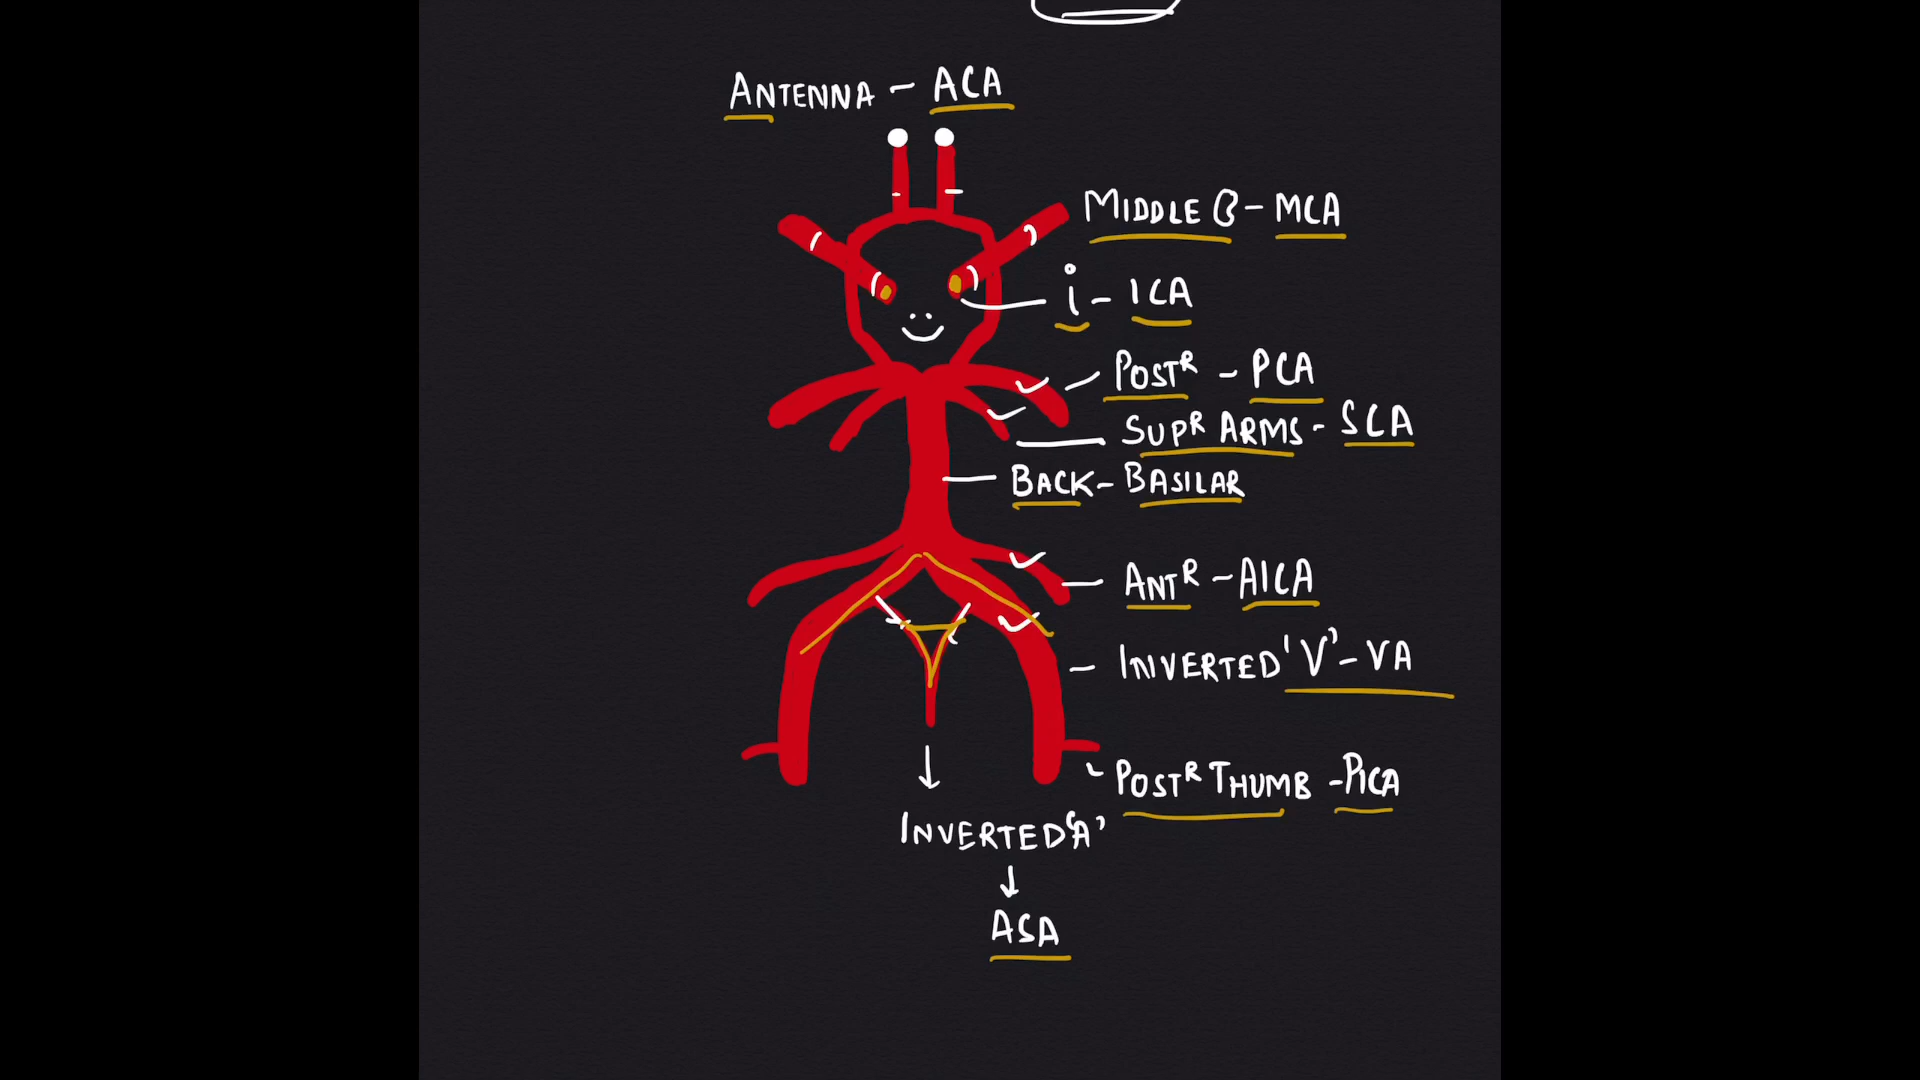 ANTENNA - ACA
MIDDLE B - MCA
i - ICA
POSTR - PCA
SUPR ARMS - SCA
BACK - BASILAR
ANTR - AICA
INVERTED 'V' - VA
POSTR THUMB - PICA
INVERTED 'A'
ASA